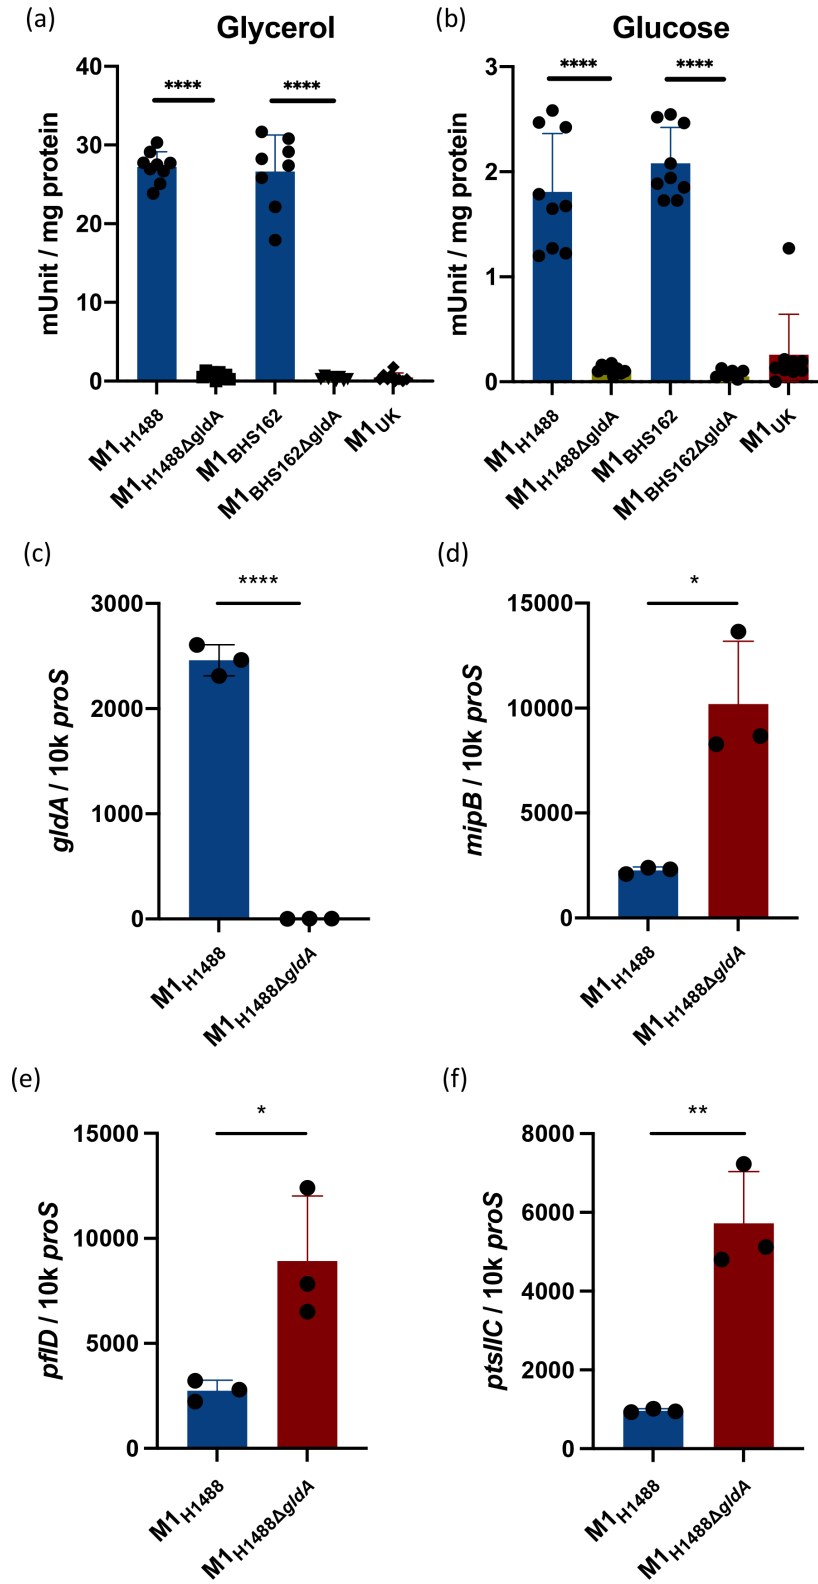 (a)
Glycerol
mUnit / mg protein
40
30
20
10
0
****
****
M1H1488
M1H1488ΔgldA
M1BHS162
M1BHS162ΔgldA
M1UK
(b)
Glucose
mUnit / mg protein
3
2
1
0
****
****
M1H1488
M1H1488ΔgldA
M1BHS162
M1BHS162ΔgldA
M1UK
(c)
gldA / 10k proS
3000
2000
1000
0
****
M1H1488
M1H1488ΔgldA
(d)
mipB / 10k proS
15000
10000
5000
0
*
M1H1488
M1H1488ΔgldA
(e)
pflD / 10k proS
15000
10000
5000
0
*
M1H1488
M1H1488ΔgldA
(f)
ptsIIC / 10k proS
8000
6000
4000
2000
0
**
M1H1488
M1H1488ΔgldA